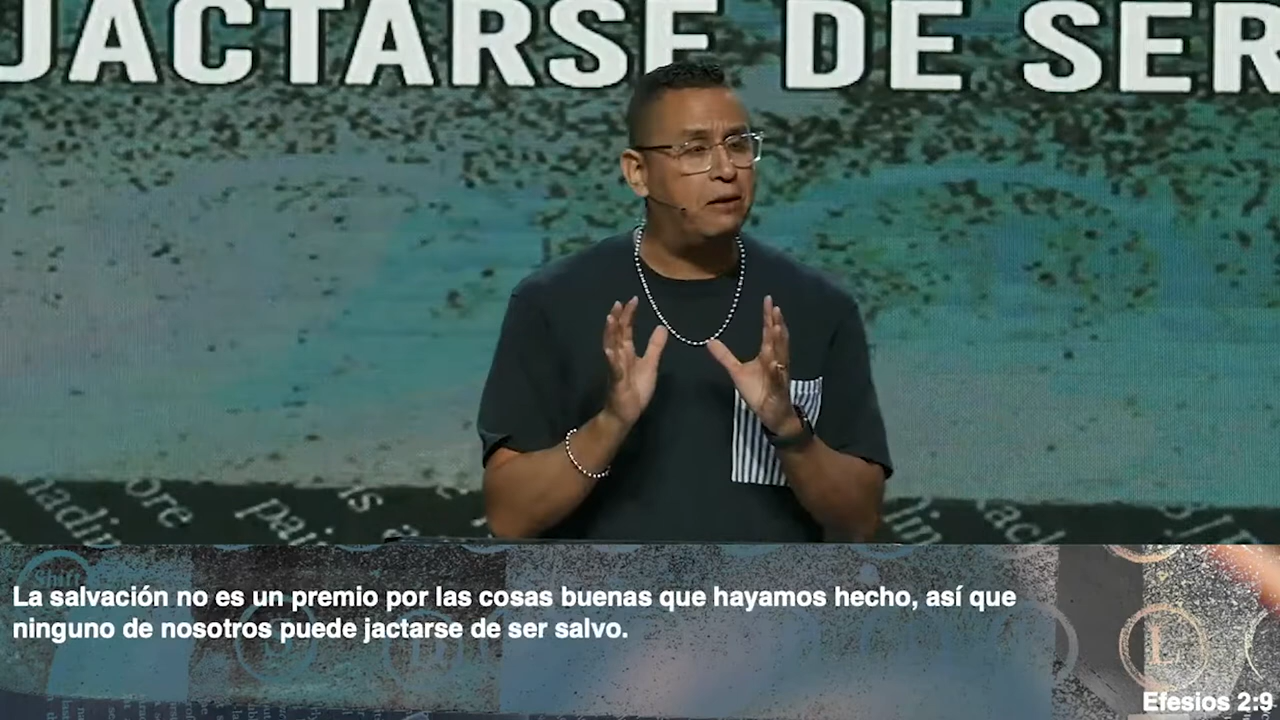 JACTARSE DE SER
Shift
La salvación no es un premio por las cosas buenas que hayamos hecho, así que
ninguno de nosotros puede jactarse de ser salvo.
L
Efesios 2:9